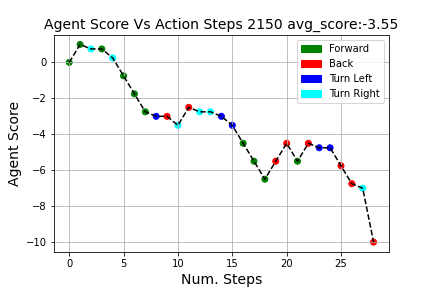 Agent Score Vs Action Steps 2150 avg_score:-3.55
Forward
Back
Turn Left
Turn Right
Agent Score
0
−2
−4
−6
−8
−10
0 5 10 15 20 25
Num. Steps